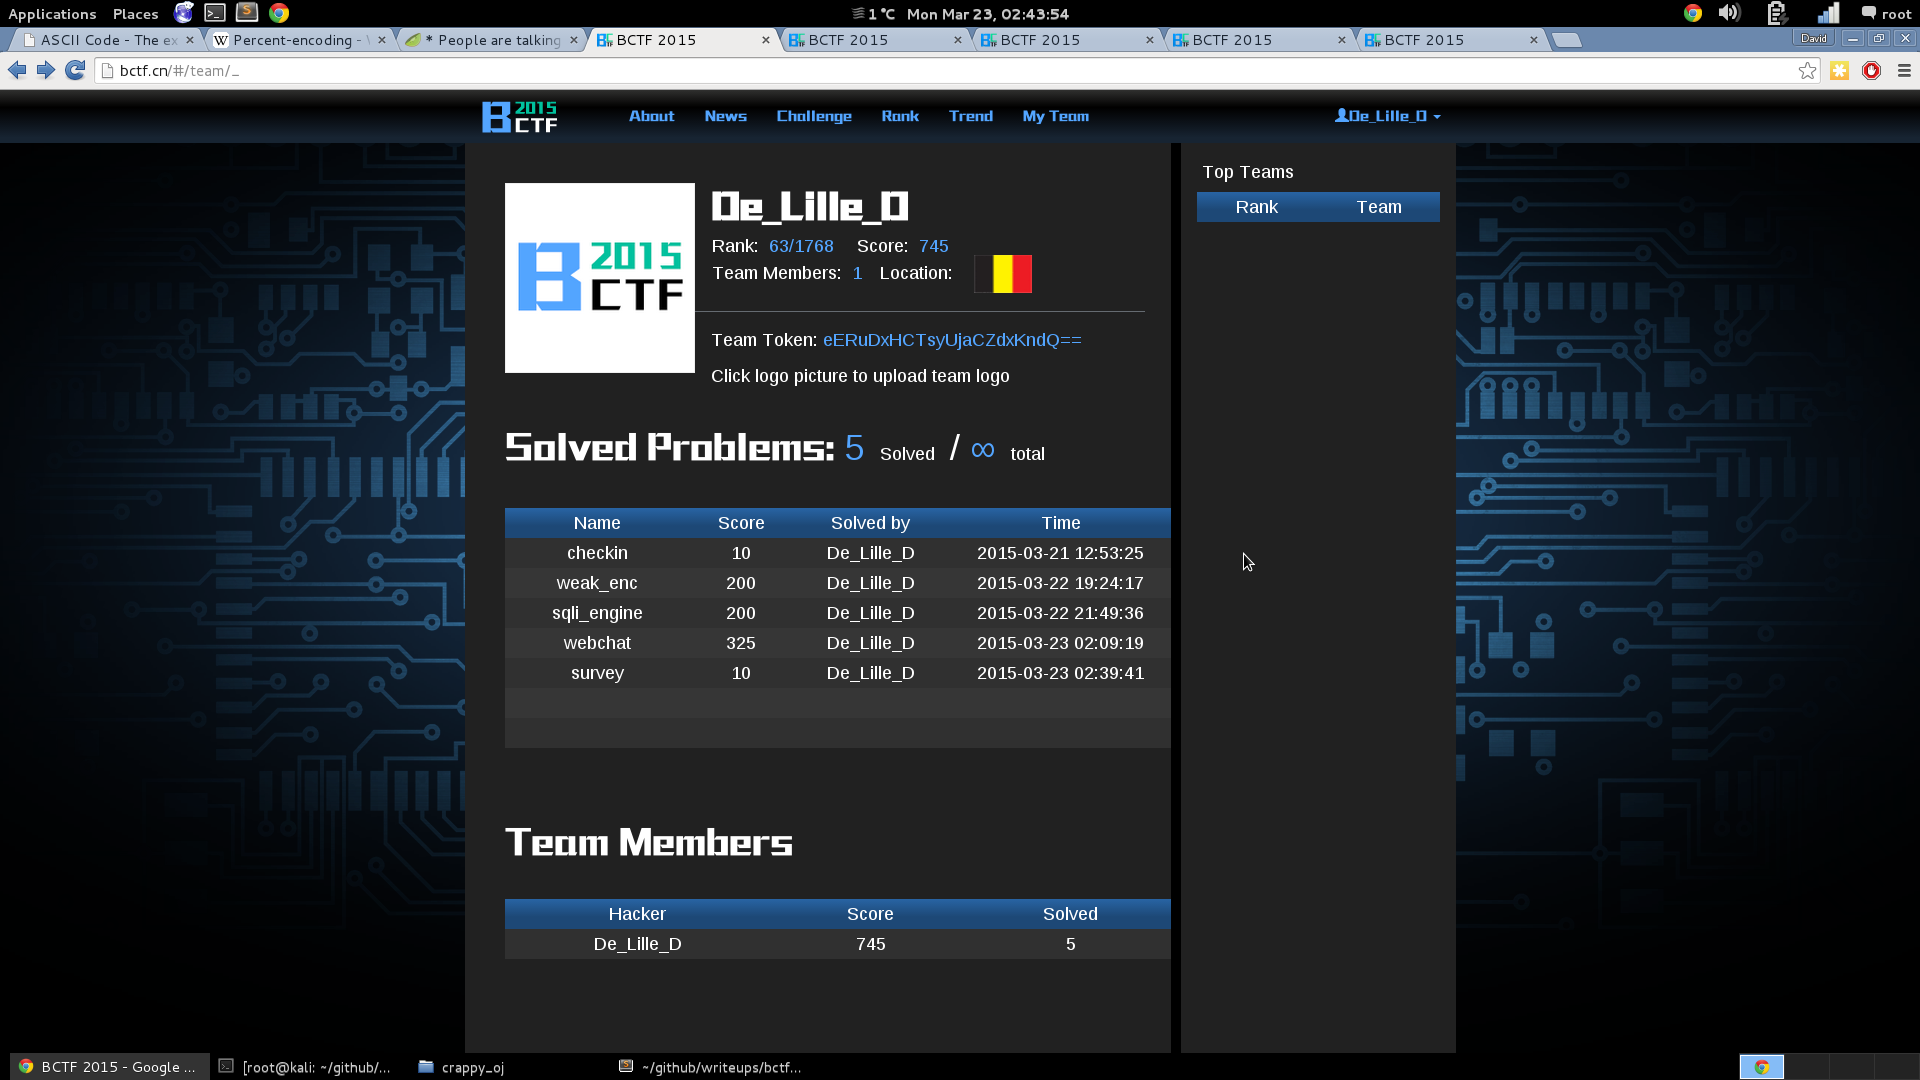 Applications Places 1 °C Mon Mar 23, 02:43:54 root
ASCII Code - The ex Percent-encoding - * People are talking BCTF 2015 BCTF 2015 BCTF 2015 BCTF 2015 BCTF 2015 David
bctf.cn/#/team/_
B 2015 CTF About News Challenge Rank Trend My Team De_Lille_D
B 2015 CTF
De_Lille_D
Rank: 63/1768 Score: 745
Team Members: 1 Location:
Team Token: eERuDxHCTsyUjaCZdxKndQ==
Click logo picture to upload team logo
Solved Problems: 5 Solved / ∞ total
Name Score Solved by Time
checkin 10 De_Lille_D 2015-03-21 12:53:25
weak_enc 200 De_Lille_D 2015-03-22 19:24:17
sqli_engine 200 De_Lille_D 2015-03-22 21:49:36
webchat 325 De_Lille_D 2015-03-23 02:09:19
survey 10 De_Lille_D 2015-03-23 02:39:41
Team Members
Hacker Score Solved
De_Lille_D 745 5
Top Teams
Rank Team
BCTF 2015 - Google ... [root@kali: ~/github/... crappy_oj ~/github/writeups/bctf...